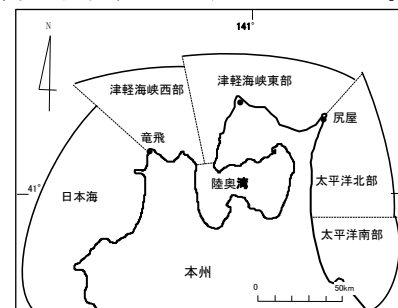 141°
N
津軽海峡東部
津軽海峡西部
尻屋
竜飛
陸奥湾
太平洋北部
41°
日本海
太平洋南部
本州
0
50km